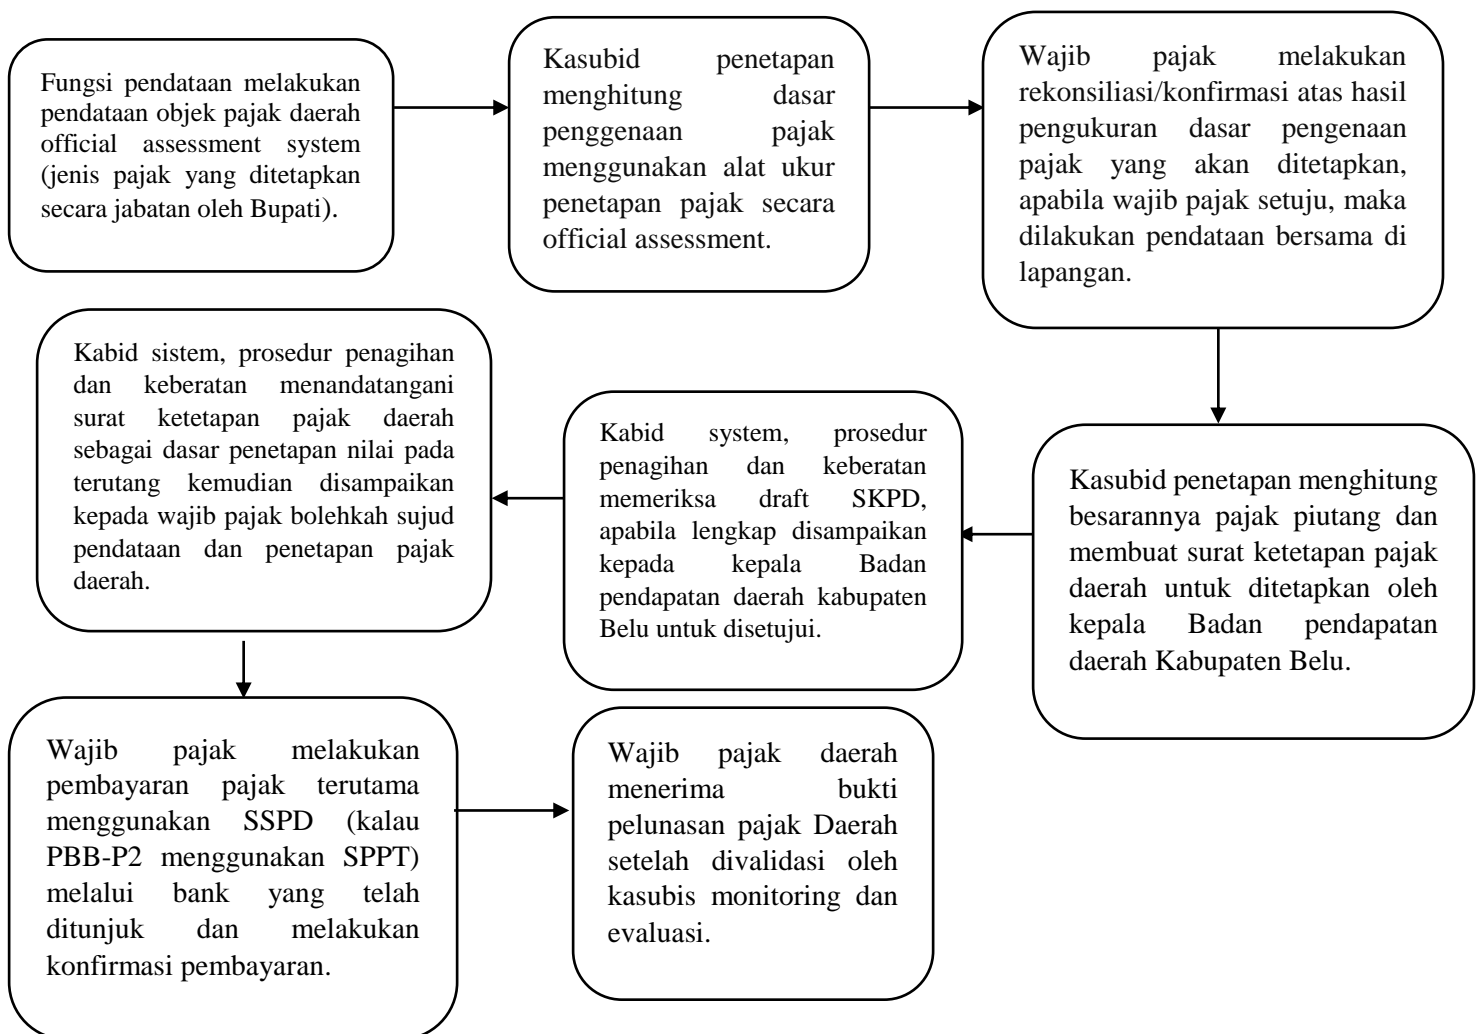 Fungsi pendataan melakukan
pendataan objek pajak daerah
official assessment system
(jenis pajak yang ditetapkan
secara jabatan oleh Bupati).
Kasubid penetapan
menghitung dasar
penggenaan pajak
menggunakan alat ukur
penetapan pajak secara
official assessment.
Wajib pajak melakukan
rekonsiliasi/konfirmasi atas hasil
pengukuran dasar pengenaan
pajak yang akan ditetapkan,
apabila wajib pajak setuju, maka
dilakukan pendataan bersama di
lapangan.
Kasubid penetapan menghitung
besarannya pajak piutang dan
membuat surat ketetapan pajak
daerah untuk ditetapkan oleh
kepala Badan pendapatan
daerah Kabupaten Belu.
Kabid system, prosedur
penagihan dan keberatan
memeriksa draft SKPD,
apabila lengkap disampaikan
kepada kepala Badan
pendapatan daerah kabupaten
Belu untuk disetujui.
Kabid sistem, prosedur penagihan
dan keberatan menandatangani
surat ketetapan pajak daerah
sebagai dasar penetapan nilai pada
terutang kemudian disampaikan
kepada wajib pajak bolehkah sujud
pendataan dan penetapan pajak
daerah.
Wajib pajak melakukan
pembayaran pajak terutama
menggunakan SSPD (kalau
PBB-P2 menggunakan SPPT)
melalui bank yang telah
ditunjuk dan melakukan
konfirmasi pembayaran.
Wajib pajak daerah
menerima bukti
pelunasan pajak Daerah
setelah divalidasi oleh
kasubis monitoring dan
evaluasi.